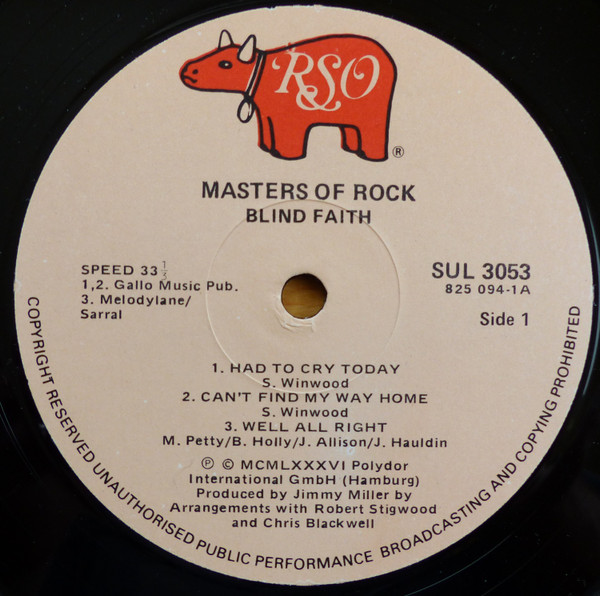 RSO
®
MASTERS OF ROCK
BLIND FAITH
SPEED 33 1/3
1,2. Gallo Music Pub.
3. Melodylane/
Sarral
SUL 3053
825 094-1A
Side 1
1. HAD TO CRY TODAY
S. Winwood
2. CAN'T FIND MY WAY HOME
S. Winwood
3. WELL ALL RIGHT
M. Petty/B. Holly/J. Allison/J. Hauldin
℗ © MCMLXXXVI Polydor
International GmbH (Hamburg)
Produced by Jimmy Miller by
Arrangements with Robert Stigwood
and Chris Blackwell
COPYRIGHT RESERVED UNAUTHORISED PUBLIC PERFORMANCE BROADCASTING AND COPYING PROHIBITED